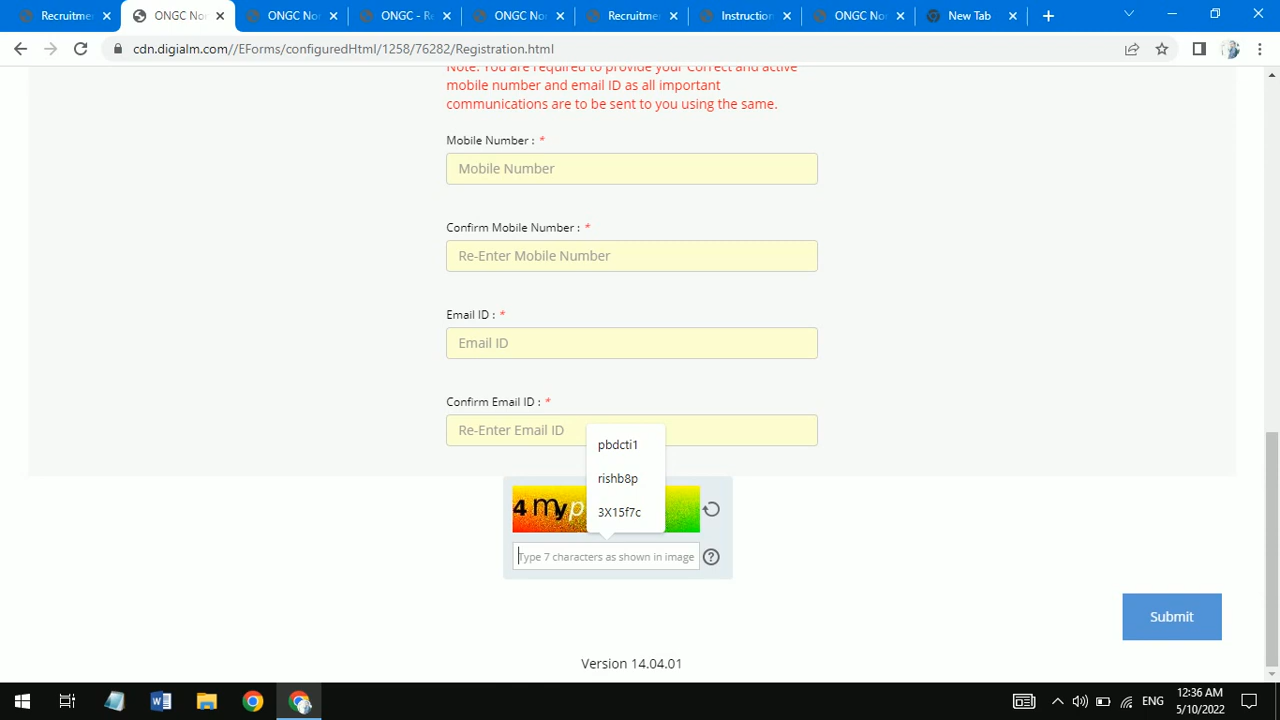 Recruitme
ONGC No
ONGC No
ONGC - R
ONGC No
Recruitm
Instruction
ONGC No
New Tab
cdn.digialm.com//EForms/configuredHtml/1258/76282/Registration.html
Note: You are required to provide your Correct and active
mobile number and email ID as all important
communications are to be sent to you using the same.
Mobile Number : *
Mobile Number
Confirm Mobile Number : *
Re-Enter Mobile Number
Email ID : *
Email ID
Confirm Email ID : *
Re-Enter Email ID
pbdcti1
rishb8p
3X15f7c
4 myp
Type 7 characters as shown in image
Submit
Version 14.04.01
ENG
12:36 AM
5/10/2022